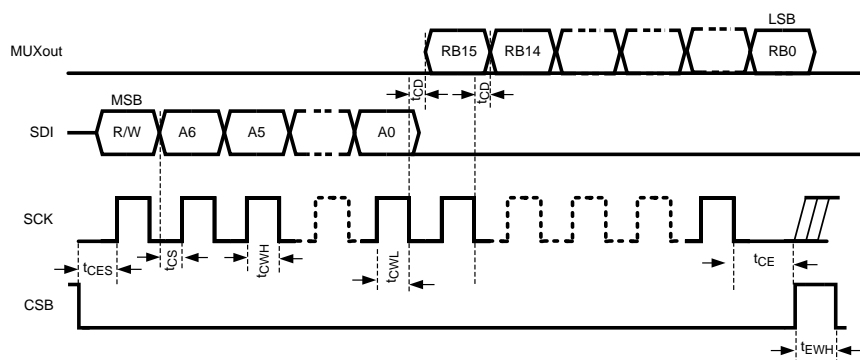 LSB
MUXout
RB15
RB14
RB0
tCD
tCD
MSB
SDI
R/W
A6
A5
A0
SCK
tCES
tCS
tCWH
tCWL
tCE
CSB
tEWH